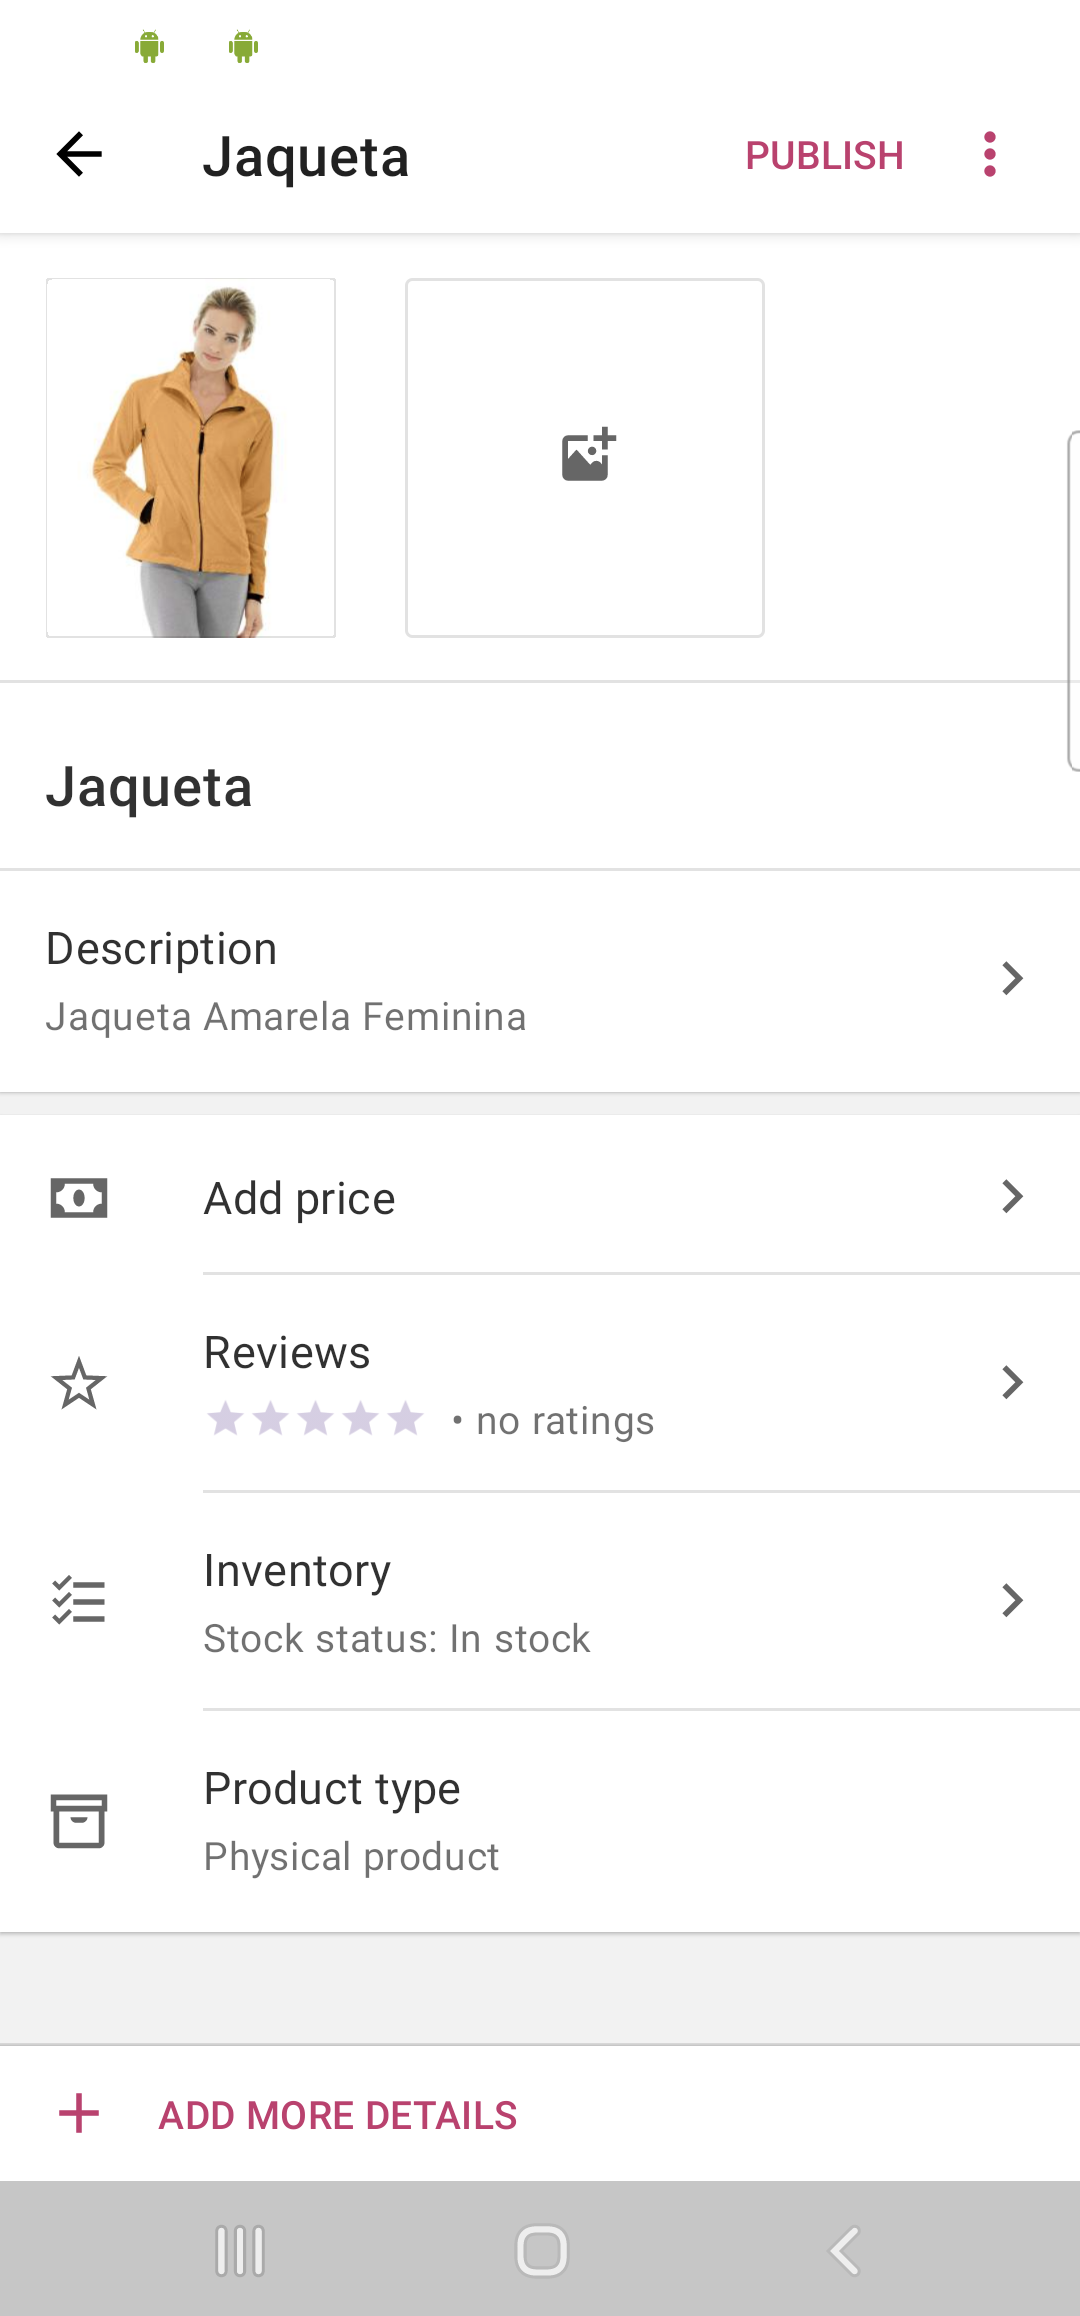 Jaqueta
PUBLISH
Jaqueta
Description
Jaqueta Amarela Feminina
Add price
Reviews
• no ratings
Inventory
Stock status: In stock
Product type
Physical product
ADD MORE DETAILS